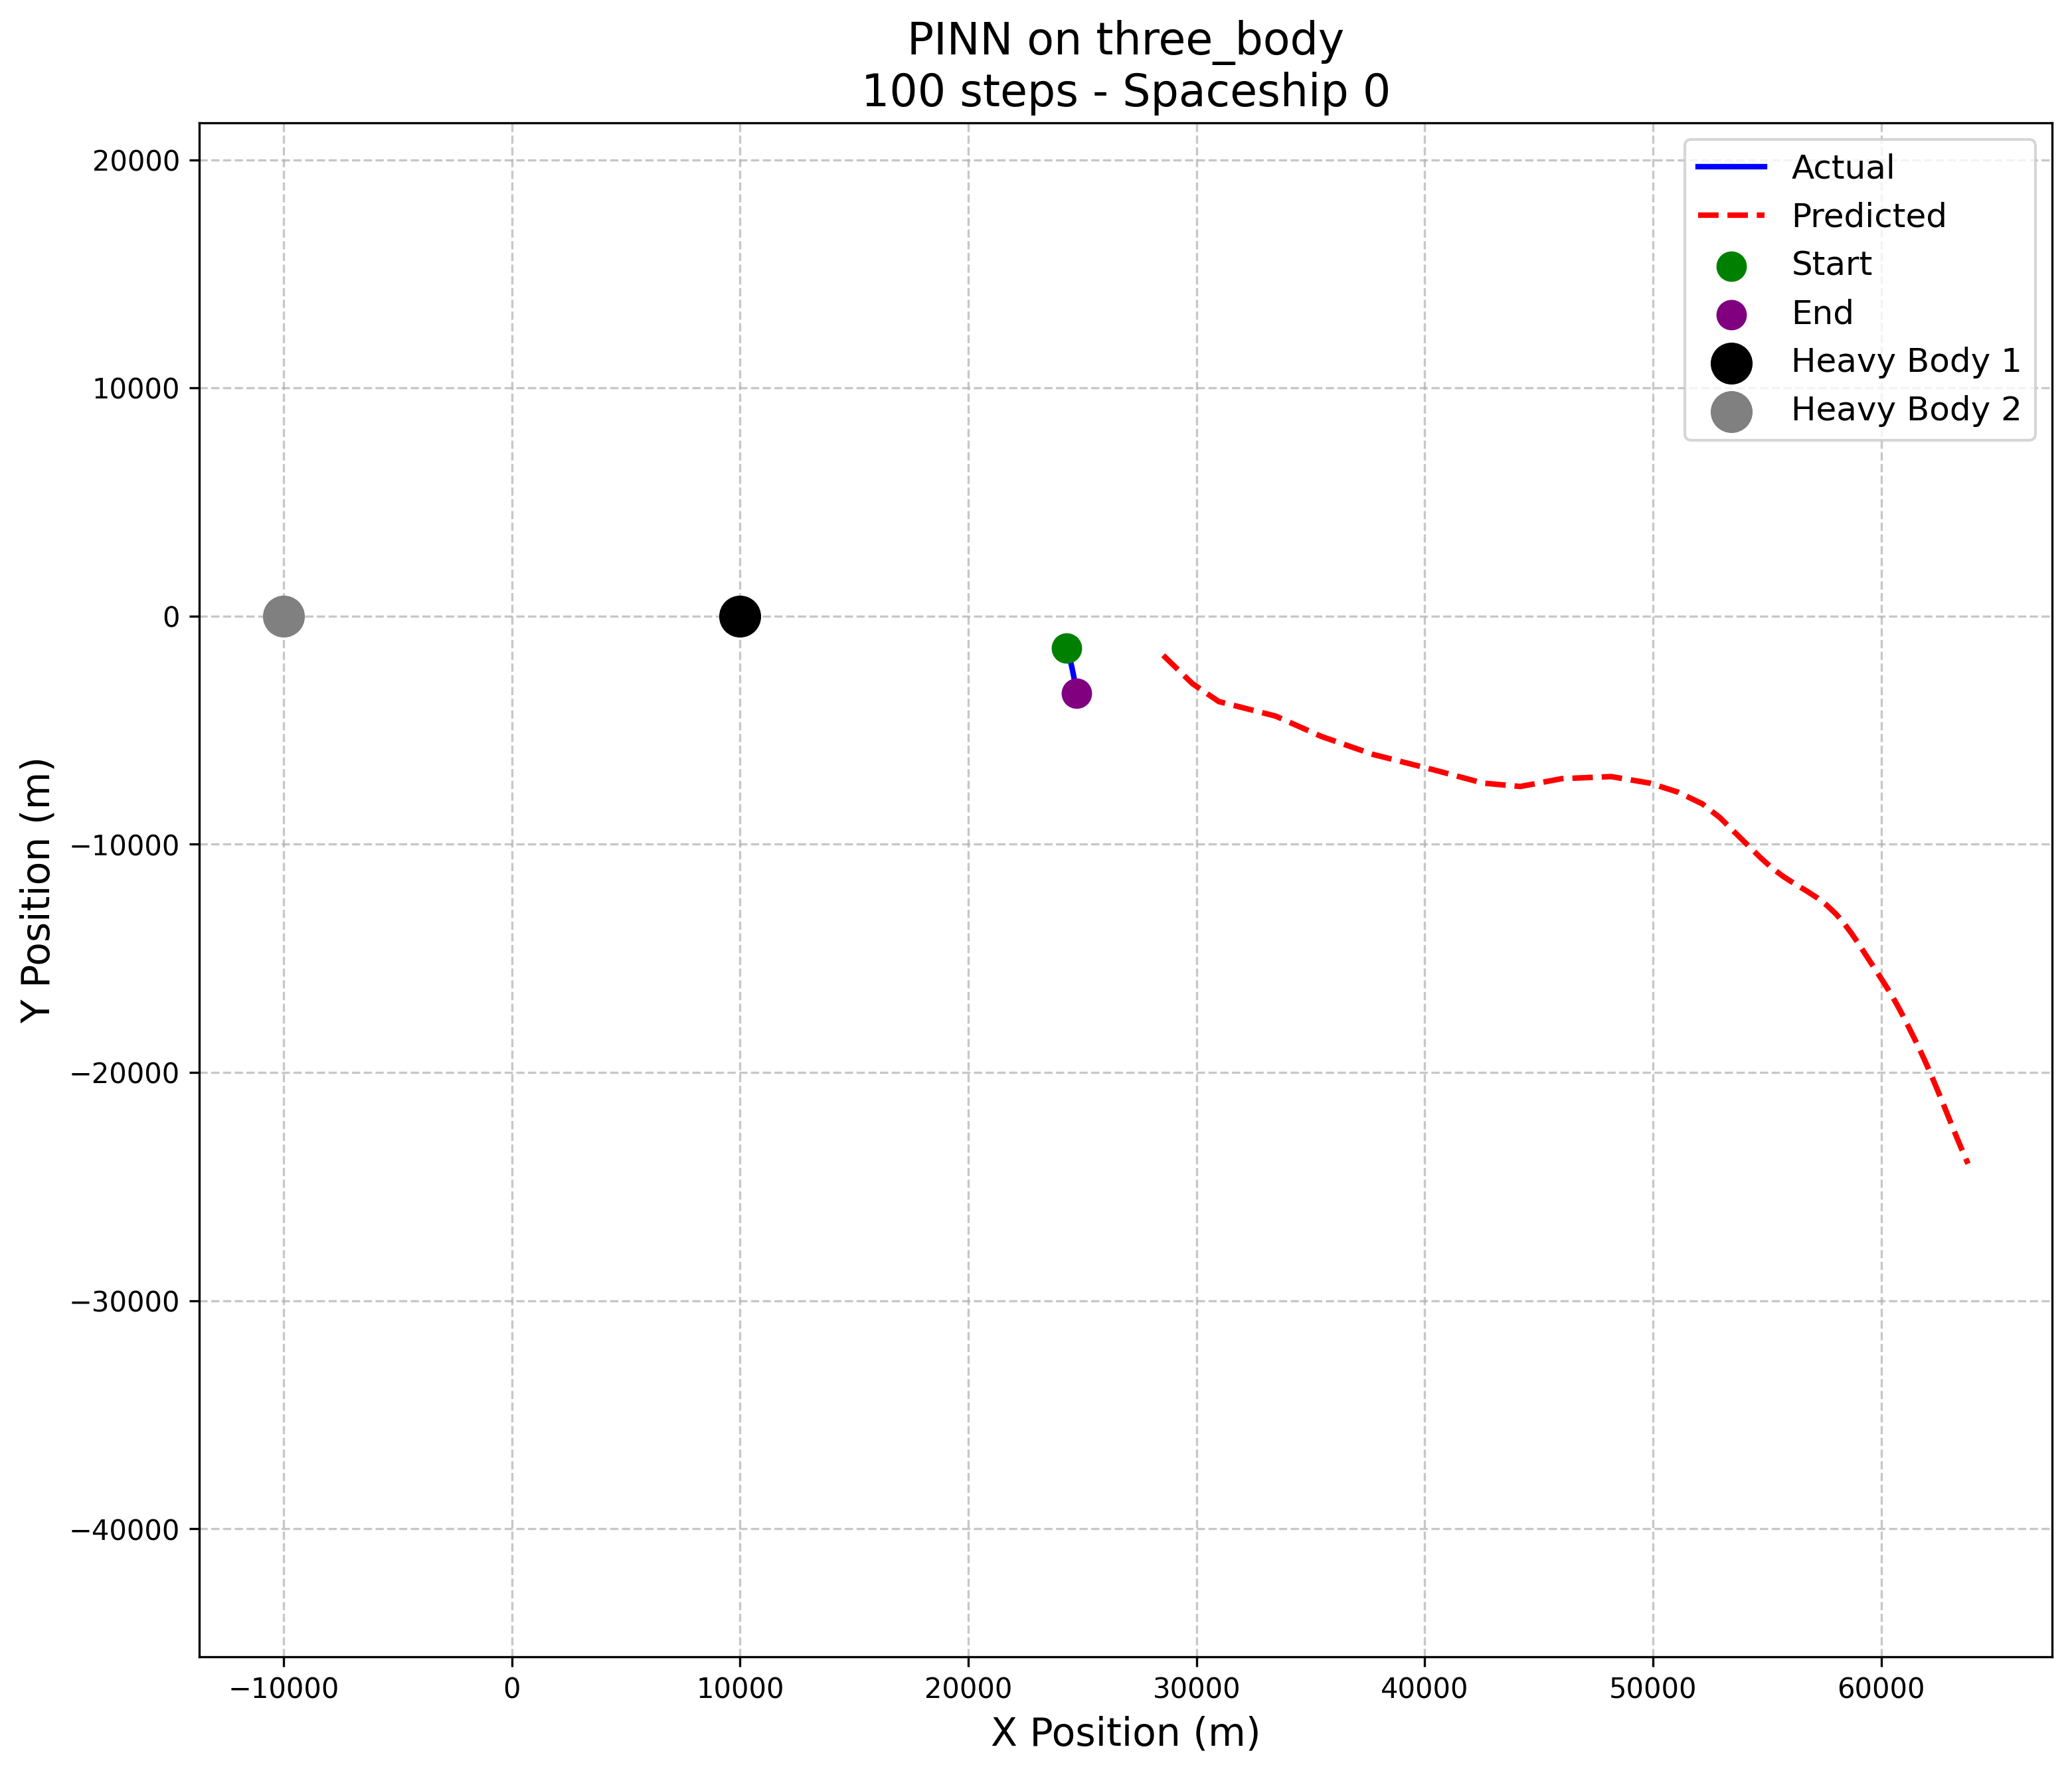 PINN on three_body
100 steps - Spaceship 0
Actual
Predicted
Start
End
Heavy Body 1
Heavy Body 2
Y Position (m)
20000
10000
0
−10000
−20000
−30000
−40000
−10000
0
10000
20000
30000
40000
50000
60000
X Position (m)